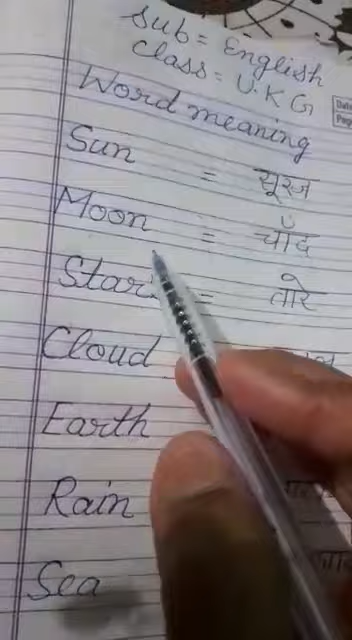 Sub = English
Class = U.K.G
Word meaning
Sun = सूरज
Moon = चाँद
Star = तारे
Cloud
Earth
Rain
Sea